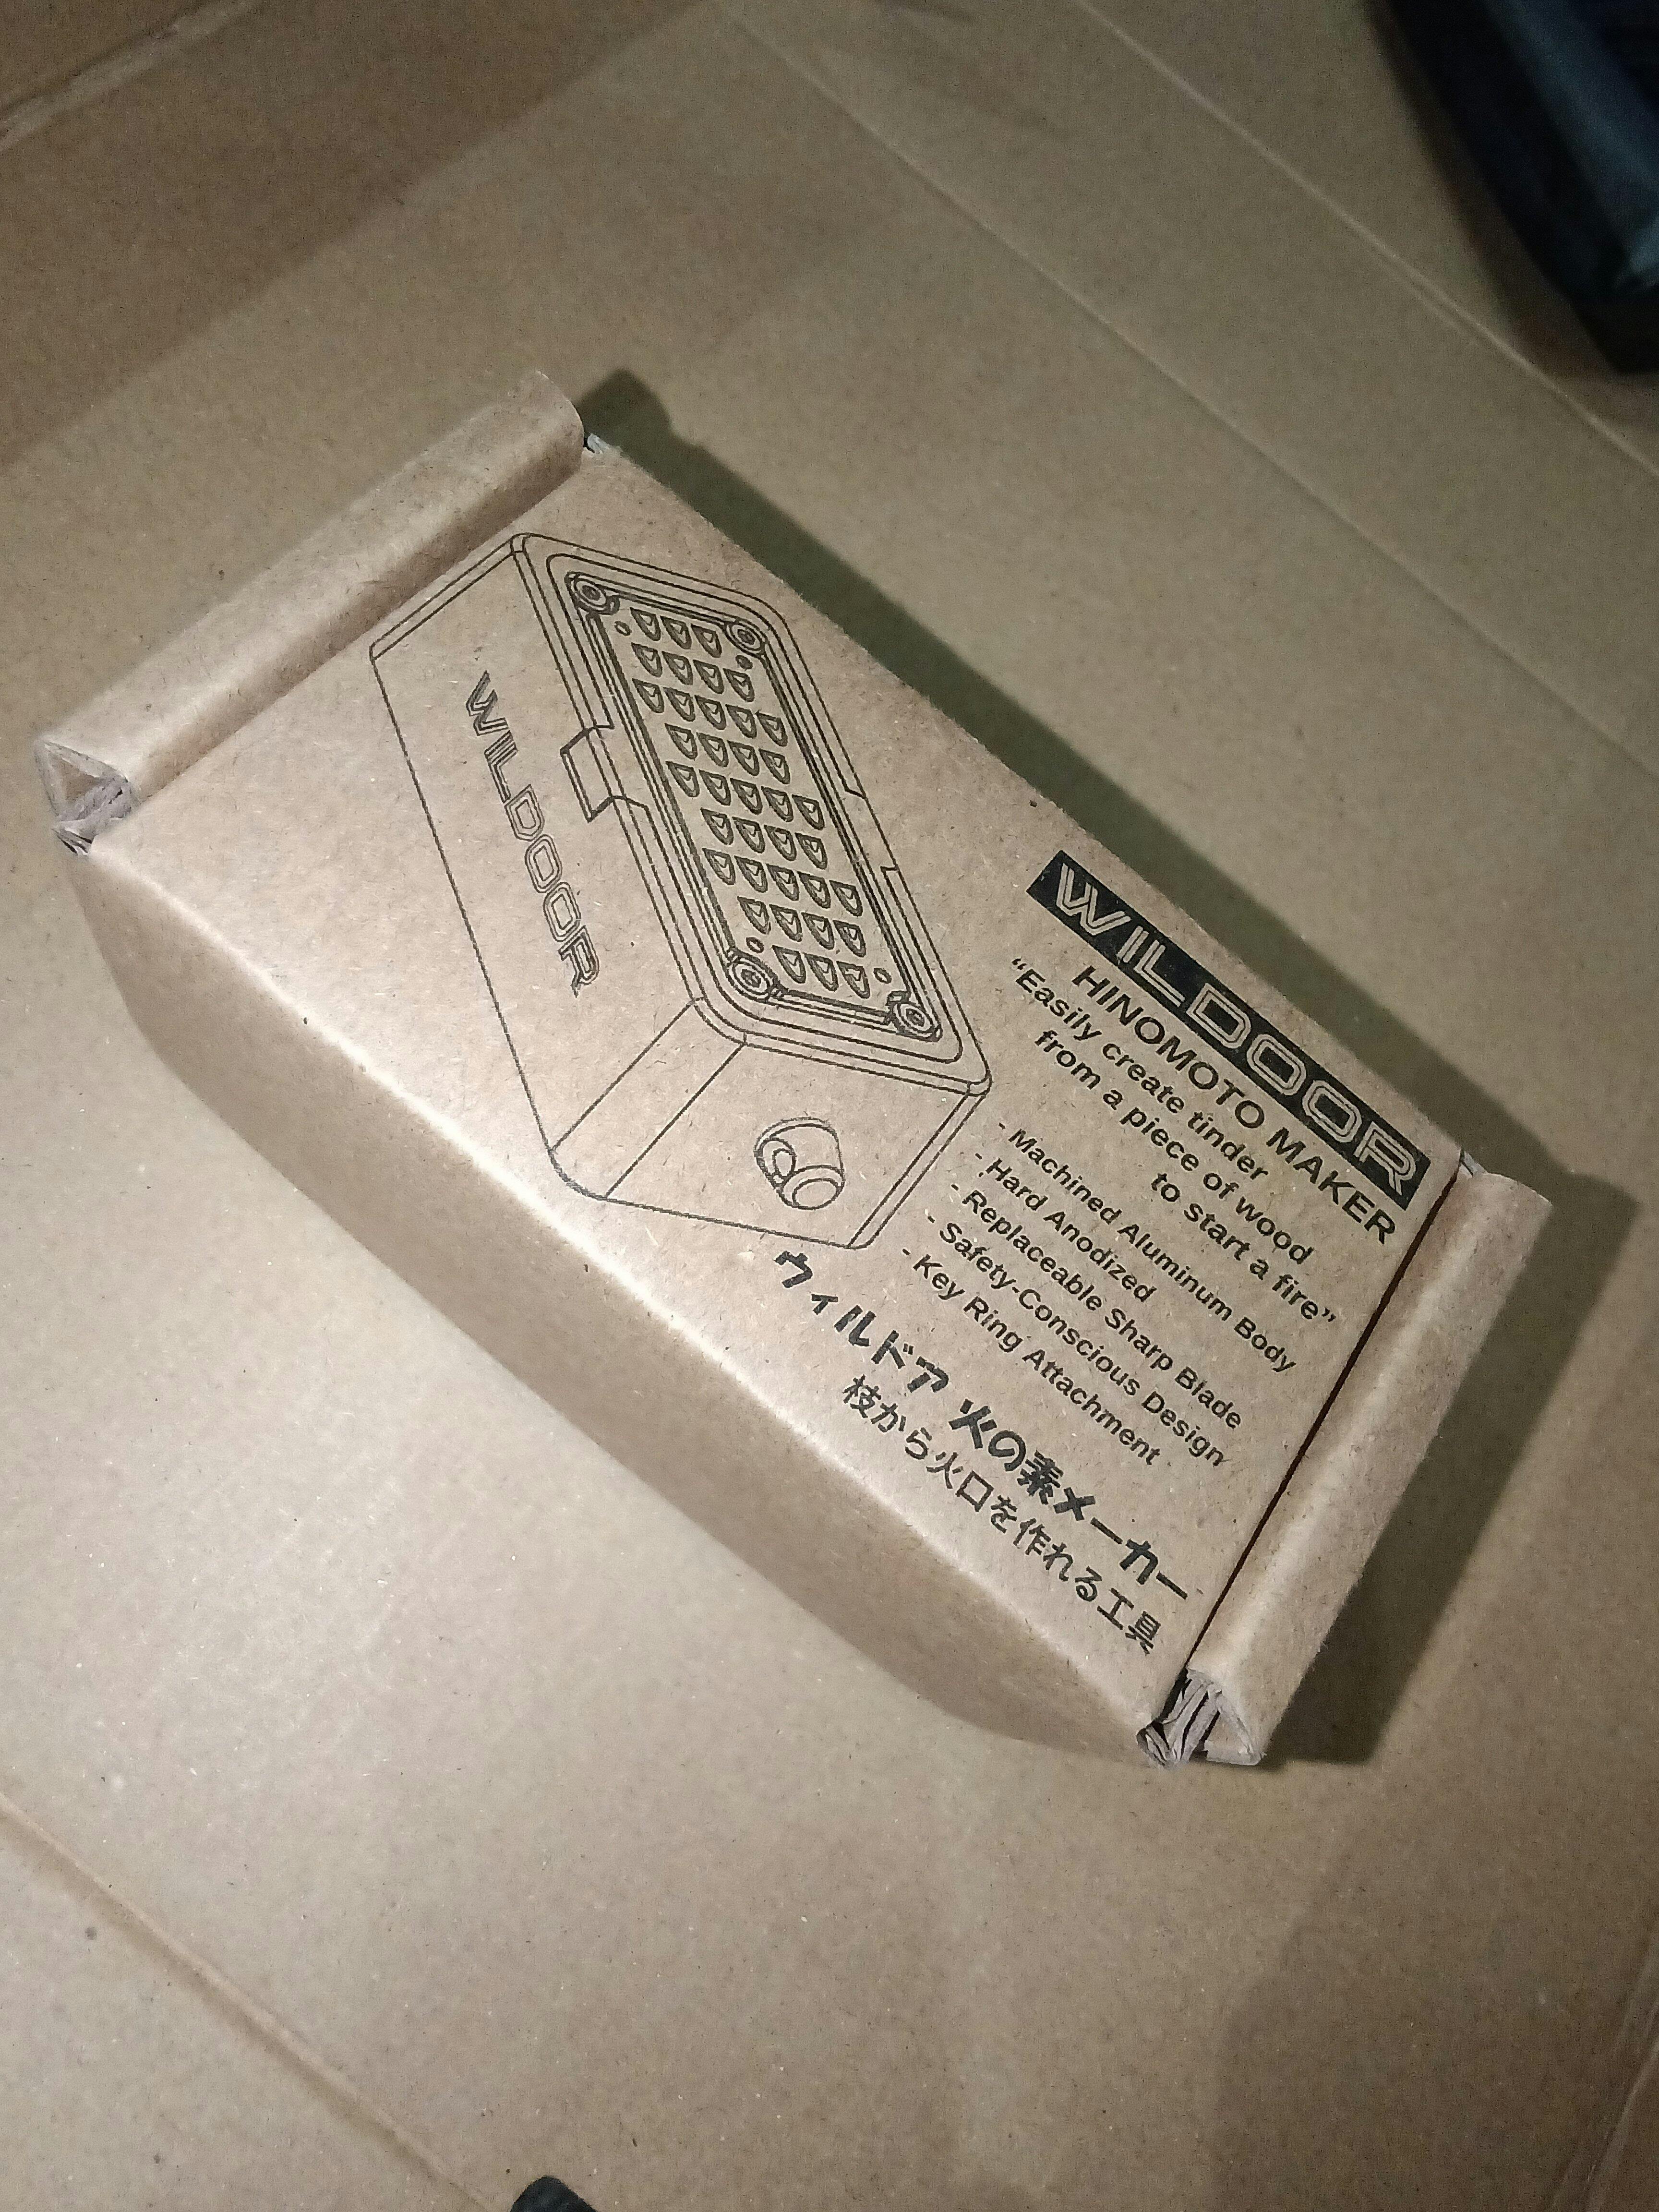 WILDOOR
WILDOOR
HINOMOTO MAKER
“Easily create tinder
from a piece of wood
to start a fire”
- Machined Aluminum Body
- Hard Anodized
- Replaceable Sharp Blade
- Safety-Conscious Design
- Key Ring Attachment
ウィルドア 火の素メーカー
枝から火口を作れる工具